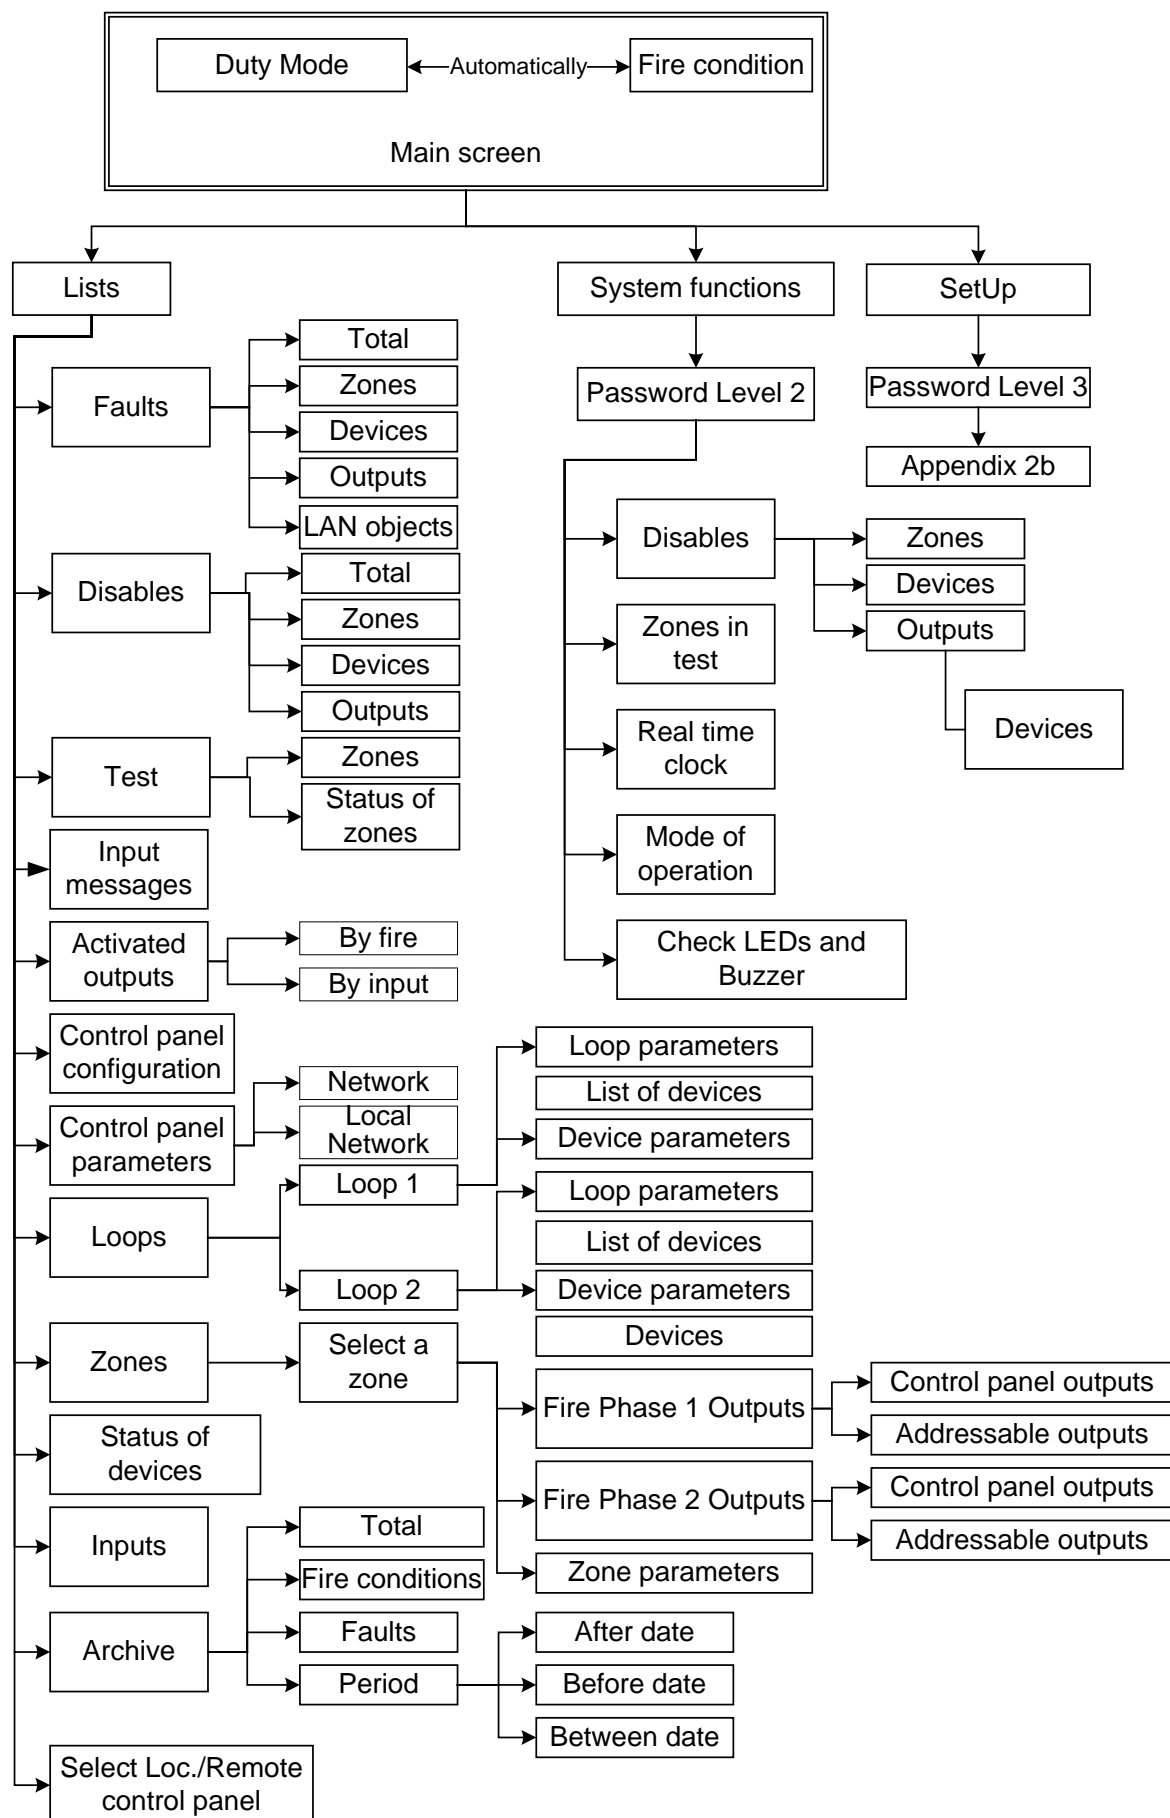 Duty Mode
Automatically
Fire condition
Main screen
Lists
System functions
SetUp
Faults
Total
Zones
Devices
Outputs
LAN objects
Disables
Total
Zones
Devices
Outputs
Test
Zones
Status of
zones
Input
messages
Activated
outputs
By fire
By input
Control panel
configuration
Control panel
parameters
Network
Local
Network
Loops
Loop 1
Loop parameters
List of devices
Device parameters
Loop 2
Loop parameters
List of devices
Device parameters
Zones
Select a
zone
Devices
Fire Phase 1 Outputs
Control panel outputs
Addressable outputs
Fire Phase 2 Outputs
Control panel outputs
Addressable outputs
Zone parameters
Status of
devices
Inputs
Archive
Total
Fire conditions
Faults
Period
After date
Before date
Between date
Select Loc./Remote
control panel
Password Level 2
Disables
Zones
Devices
Outputs
Devices
Zones in
test
Real time
clock
Mode of
operation
Check LEDs and
Buzzer
Password Level 3
Appendix 2b